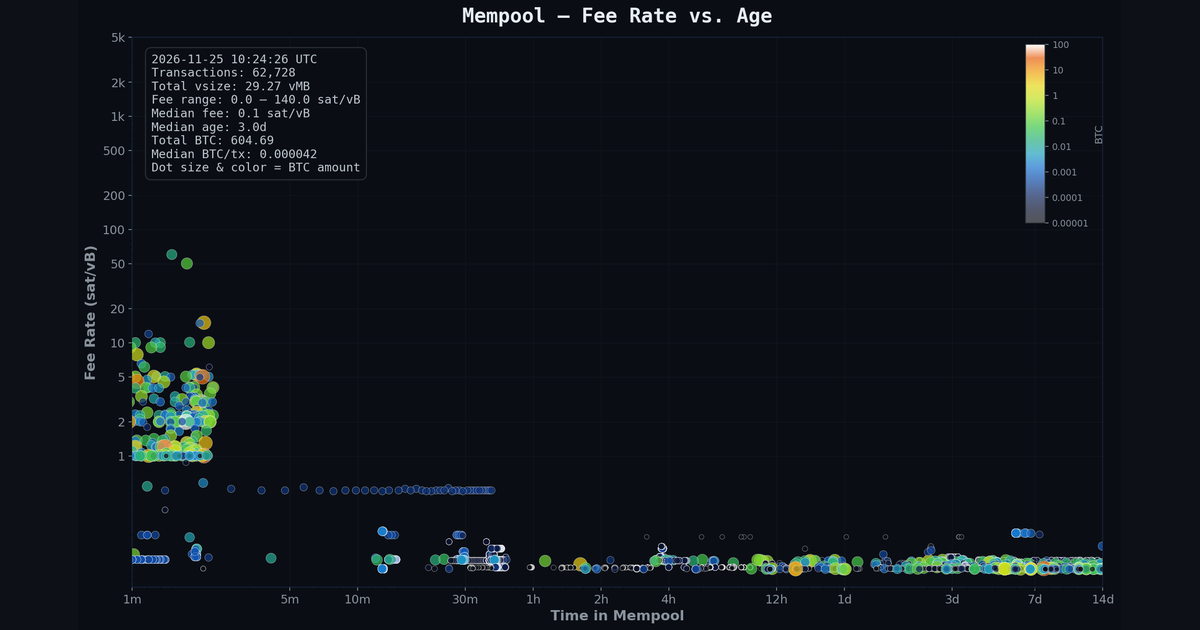 Mempool — Fee Rate vs. Age
2026-11-25 10:24:26 UTC
Transactions: 62,728
Total vsize: 29.27 vMB
Fee range: 0.0 — 140.0 sat/vB
Median fee: 0.1 sat/vB
Median age: 3.0d
Total BTC: 604.69
Median BTC/tx: 0.000042
Dot size & color = BTC amount
100
10
1
0.1
0.01
0.001
0.0001
0.00001
BTC
Fee Rate (sat/vB)
5k
2k
1k
500
200
100
50
20
10
5
2
1
1m
5m
10m
30m
1h
2h
4h
12h
1d
3d
7d
14d
Time in Mempool